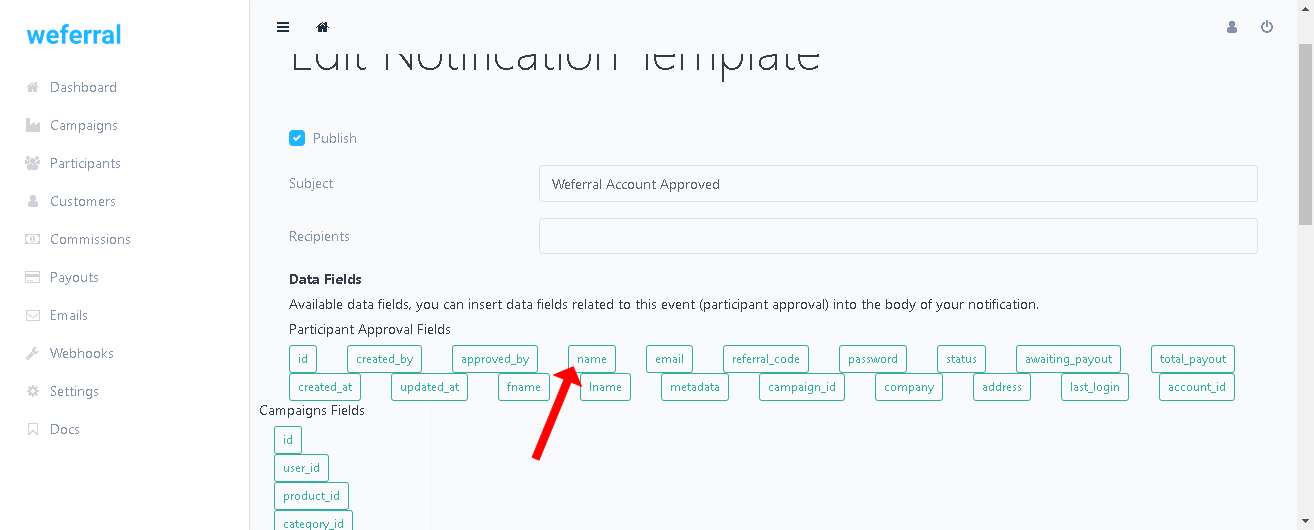 weferral
Edit Notification Template
Dashboard
Campaigns
Participants
Customers
Commissions
Payouts
Emails
Webhooks
Settings
Docs
Publish
Subject
Weferral Account Approved
Recipients
Data Fields
Available data fields, you can insert data fields related to this event (participant approval) into the body of your notification.
Participant Approval Fields
id created_by approved_by name email referral_code password status awaiting_payout total_payout
created_at updated_at fname lname metadata campaign_id company address last_login account_id
Campaigns Fields
id
user_id
product_id
category_id